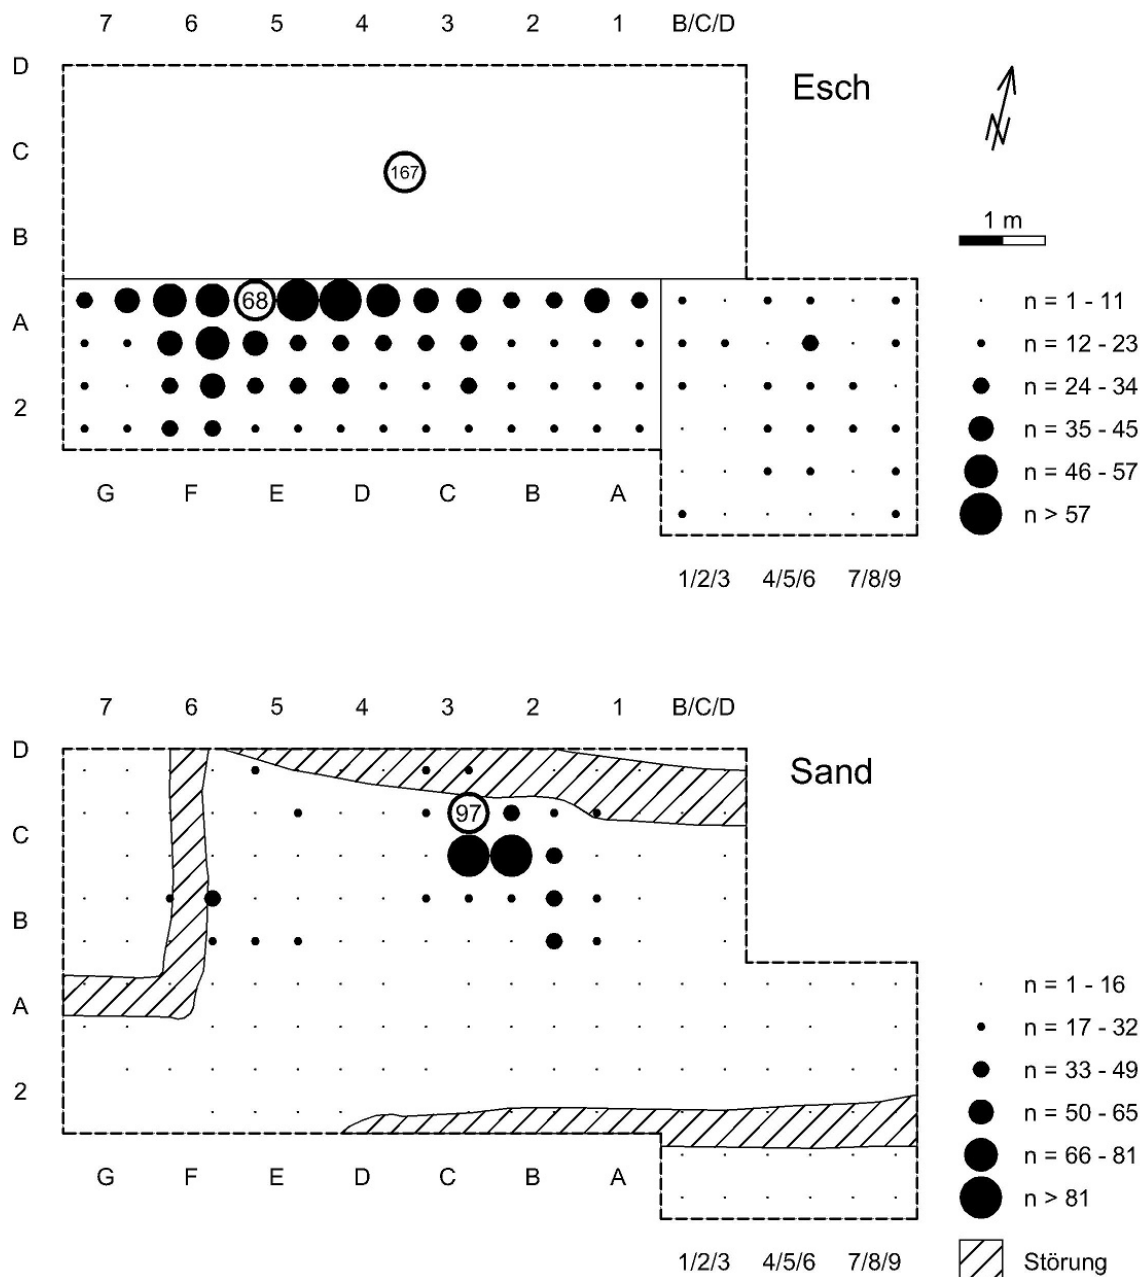 7 6 5 4 3 2 1 B/C/D
D
Esch
N
C
167
B
1 m
68
n = 1 - 11
A
n = 12 - 23
n = 24 - 34
2
n = 35 - 45
n = 46 - 57
G F E D C B A
n > 57
1/2/3 4/5/6 7/8/9
7 6 5 4 3 2 1 B/C/D
D
Sand
97
C
B
n = 1 - 16
A
n = 17 - 32
n = 33 - 49
2
n = 50 - 65
n = 66 - 81
G F E D C B A
n > 81
1/2/3 4/5/6 7/8/9
Störung